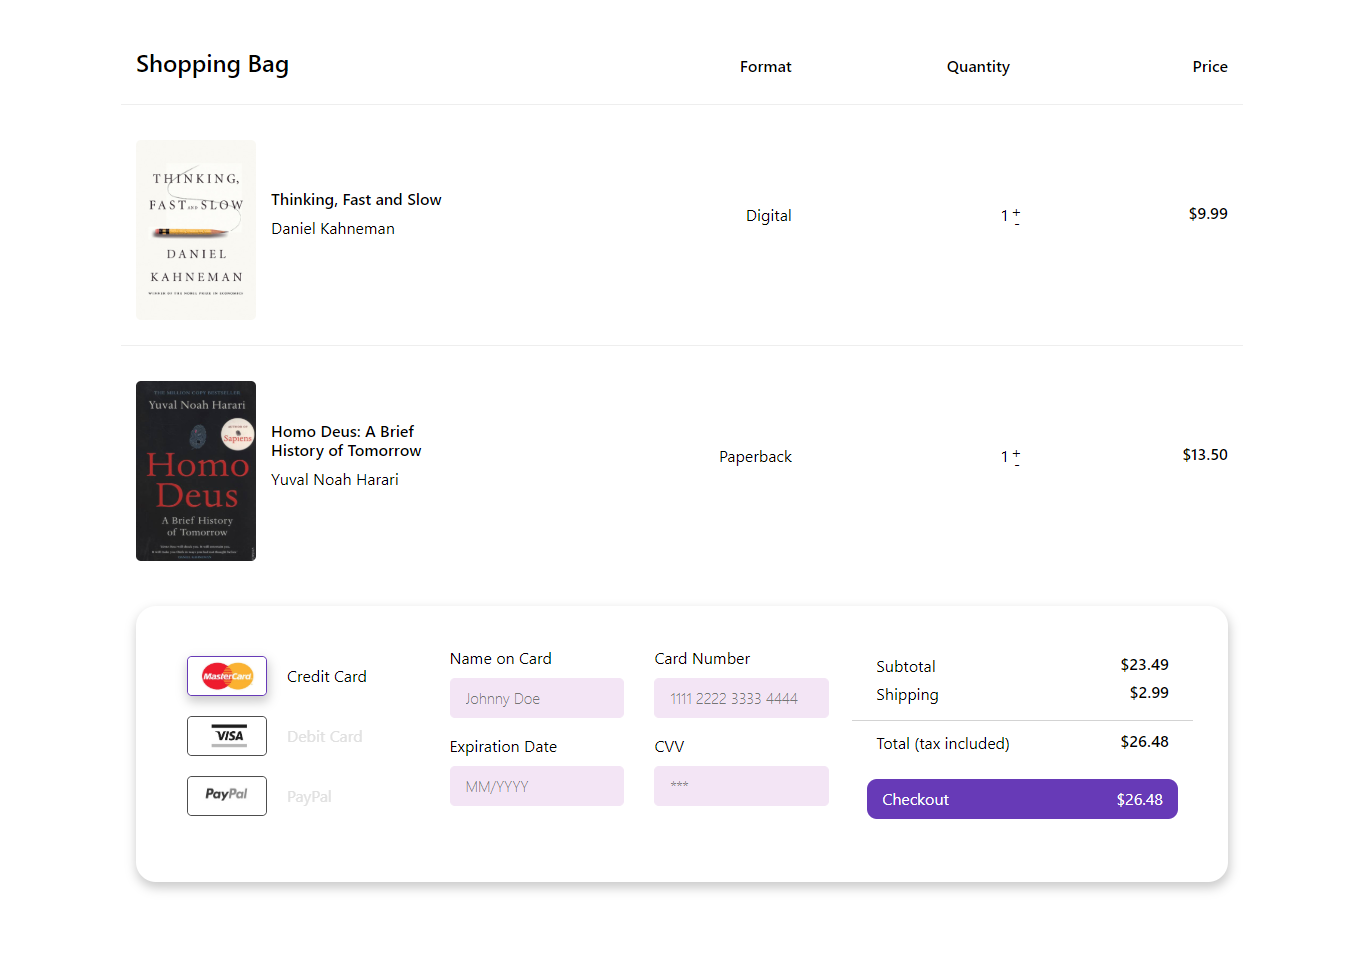 Shopping Bag Format Quantity Price
THINKING,
FAST AND SLOW
DANIEL
KAHNEMAN
WINNER OF THE NOBEL PRIZE IN ECONOMICS
Thinking, Fast and Slow
Daniel Kahneman
Digital
1 +
-
$9.99
THE MILLION COPY BESTSELLER
Yuval Noah Harari
Sapiens
Homo
Deus
A Brief History
of Tomorrow
Homo Deus: A Brief
History of Tomorrow
Yuval Noah Harari
Paperback
1 +
-
$13.50
MasterCard
Credit Card
VISA
Debit Card
PayPal
PayPal
Name on Card
Johnny Doe
Card Number
1111 2222 3333 4444
Expiration Date
MM/YYYY
CVV
***
Subtotal $23.49
Shipping $2.99
Total (tax included) $26.48
Checkout $26.48